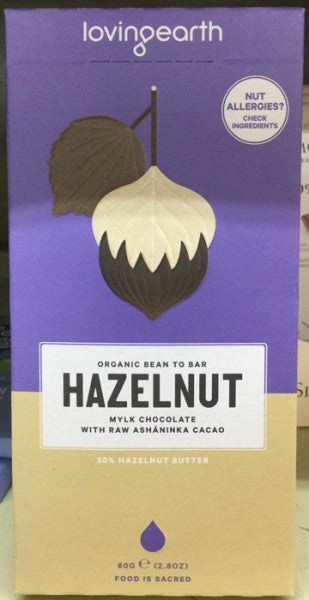 lovingearth
NUT
ALLERGIES?
CHECK
INGREDIENTS
ORGANIC BEAN TO BAR
HAZELNUT
MYLK CHOCOLATE
WITH RAW ASHÁNINKA CACAO
30% HAZELNUT BUTTER
80G ℮ (2.8OZ)
FOOD IS SACRED